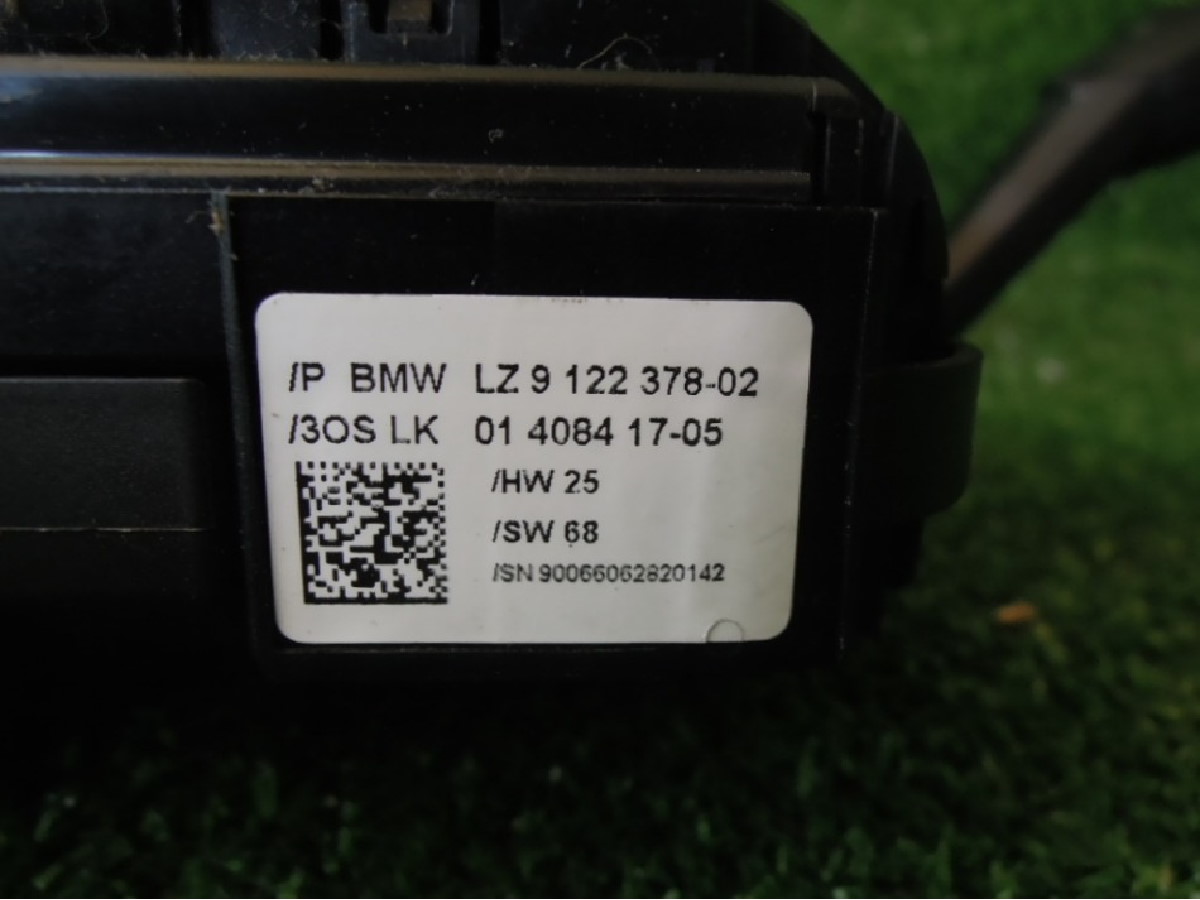 /P BMW LZ 9 122 378-02
/3OS LK 01 4084 17-05
/HW 25
/SW 68
/SN 90066062820142